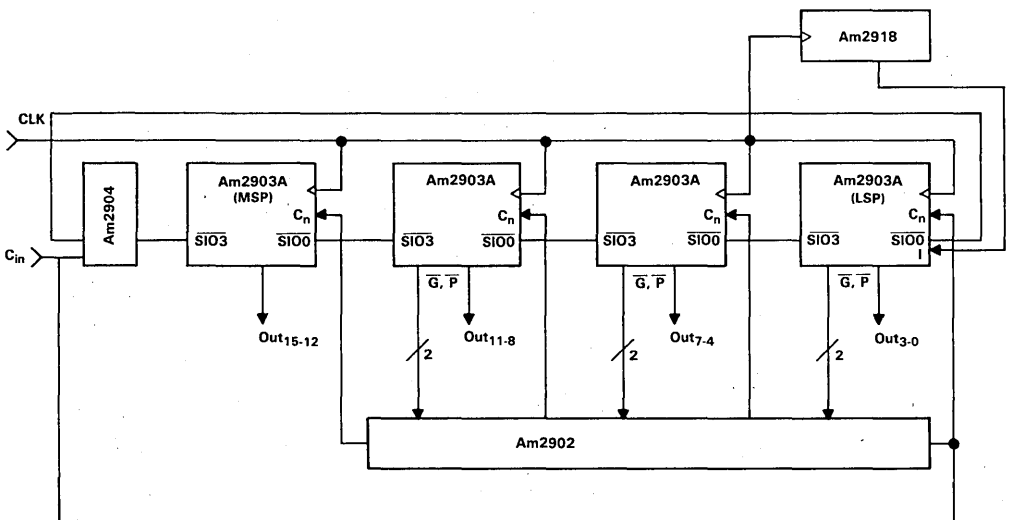 Am2918
CLK
Am2904
Am2903A
(MSP)
Cn
SIO3
SIO0
Am2903A
Cn
SIO3
SIO0
Am2903A
Cn
SIO3
SIO0
Am2903A
(LSP)
Cn
SIO3
SIO0
I
Cin
G, P
G, P
G, P
Out15-12
2
Out11-8
2
Out7-4
2
Out3-0
Am2902